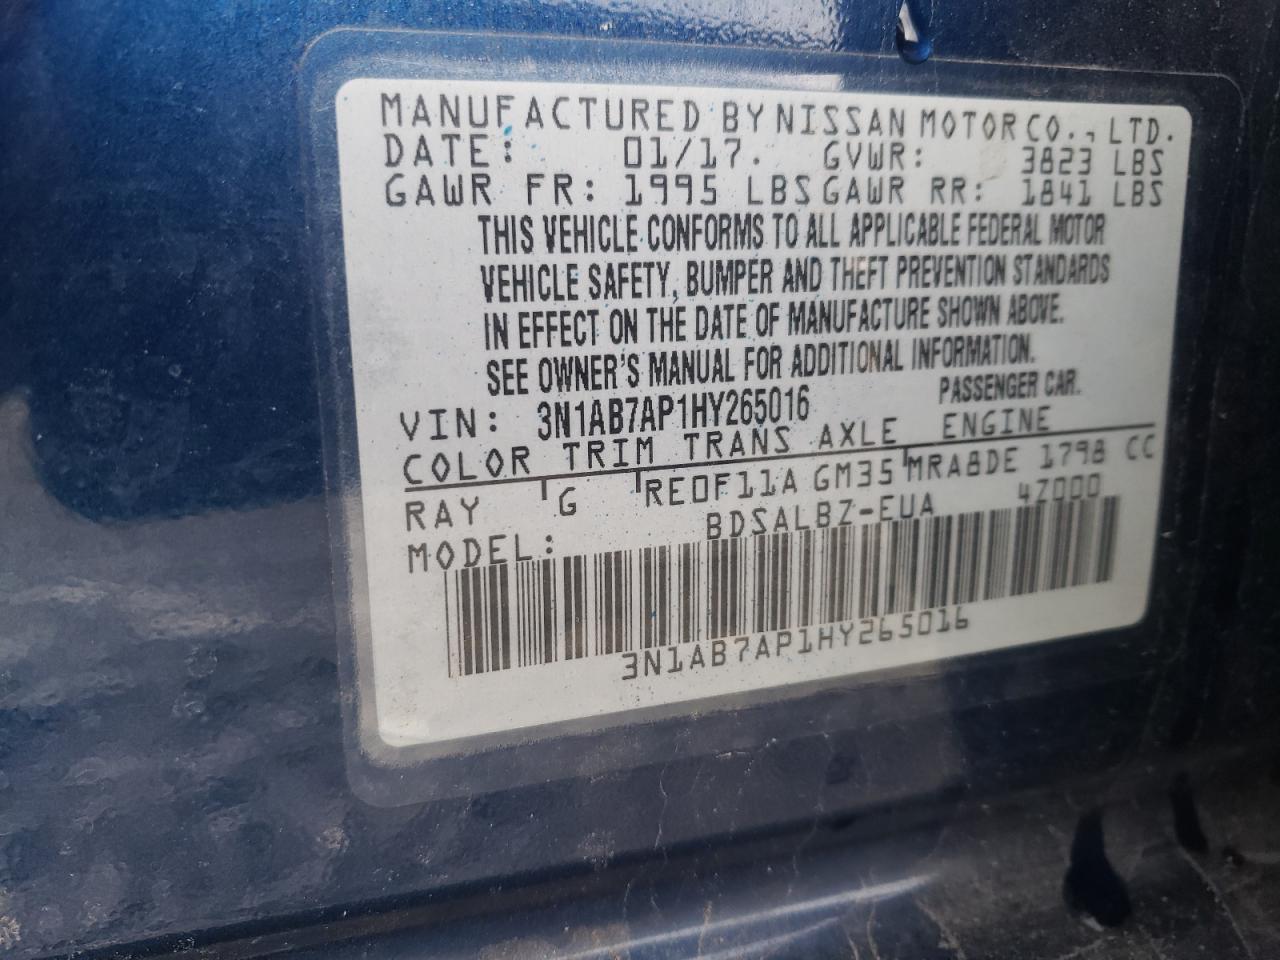 MANUFACTURED BY NISSAN MOTOR CO., LTD.
DATE: 01/17. GVWR: 3823 LBS
GAWR FR: 1995 LBS GAWR RR: 1841 LBS
THIS VEHICLE CONFORMS TO ALL APPLICABLE FEDERAL MOTOR
VEHICLE SAFETY, BUMPER AND THEFT PREVENTION STANDARDS
IN EFFECT ON THE DATE OF MANUFACTURE SHOWN ABOVE.
SEE OWNER'S MANUAL FOR ADDITIONAL INFORMATION.
VIN: 3N1AB7AP1HY265016 PASSENGER CAR.
COLOR TRIM TRANS AXLE ENGINE
RAY G RE0F11A GM35 MRA8DE 1798 CC
MODEL: BDSALBZ-EUA 4Z000
3N1AB7AP1HY265016